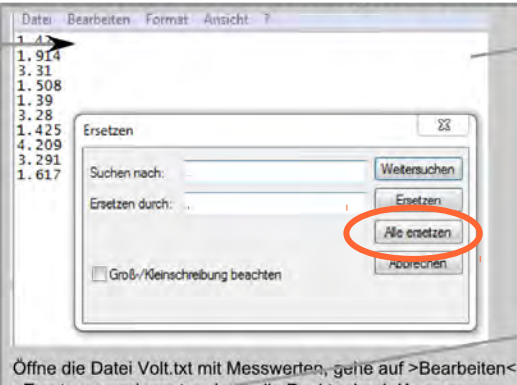 Datei Bearbeiten Format Ansicht ?
1.914
3.31
1.508
1.39
3.28
1.425
4.209
3.291
1.617
Ersetzen
Suchen nach:
Weitersuchen
Ersetzen durch:
Ersetzen
Alle ersetzen
Abbrechen
Groß-/Kleinschreibung beachten
Öffne die Datei Volt.txt mit Messwerten, gehe auf >Bearbeiten<